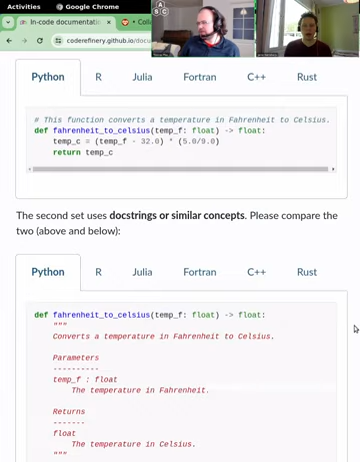 Activities
Google Chrome
In-code documentati
Colla
coderefinery.github.io/docu
Python R Julia Fortran C++ Rust
# This function converts a temperature in Fahrenheit to Celsius.
def fahrenheit_to_celsius(temp_f: float) -> float:
temp_c = (temp_f - 32.0) * (5.0/9.0)
return temp_c
The second set uses docstrings or similar concepts. Please compare the
two (above and below):
Python R Julia Fortran C++ Rust
def fahrenheit_to_celsius(temp_f: float) -> float:
"""
Converts a temperature in Fahrenheit to Celsius.
Parameters
----------
temp_f : float
The temperature in Fahrenheit.
Returns
-------
float
The temperature in Celsius.
"""